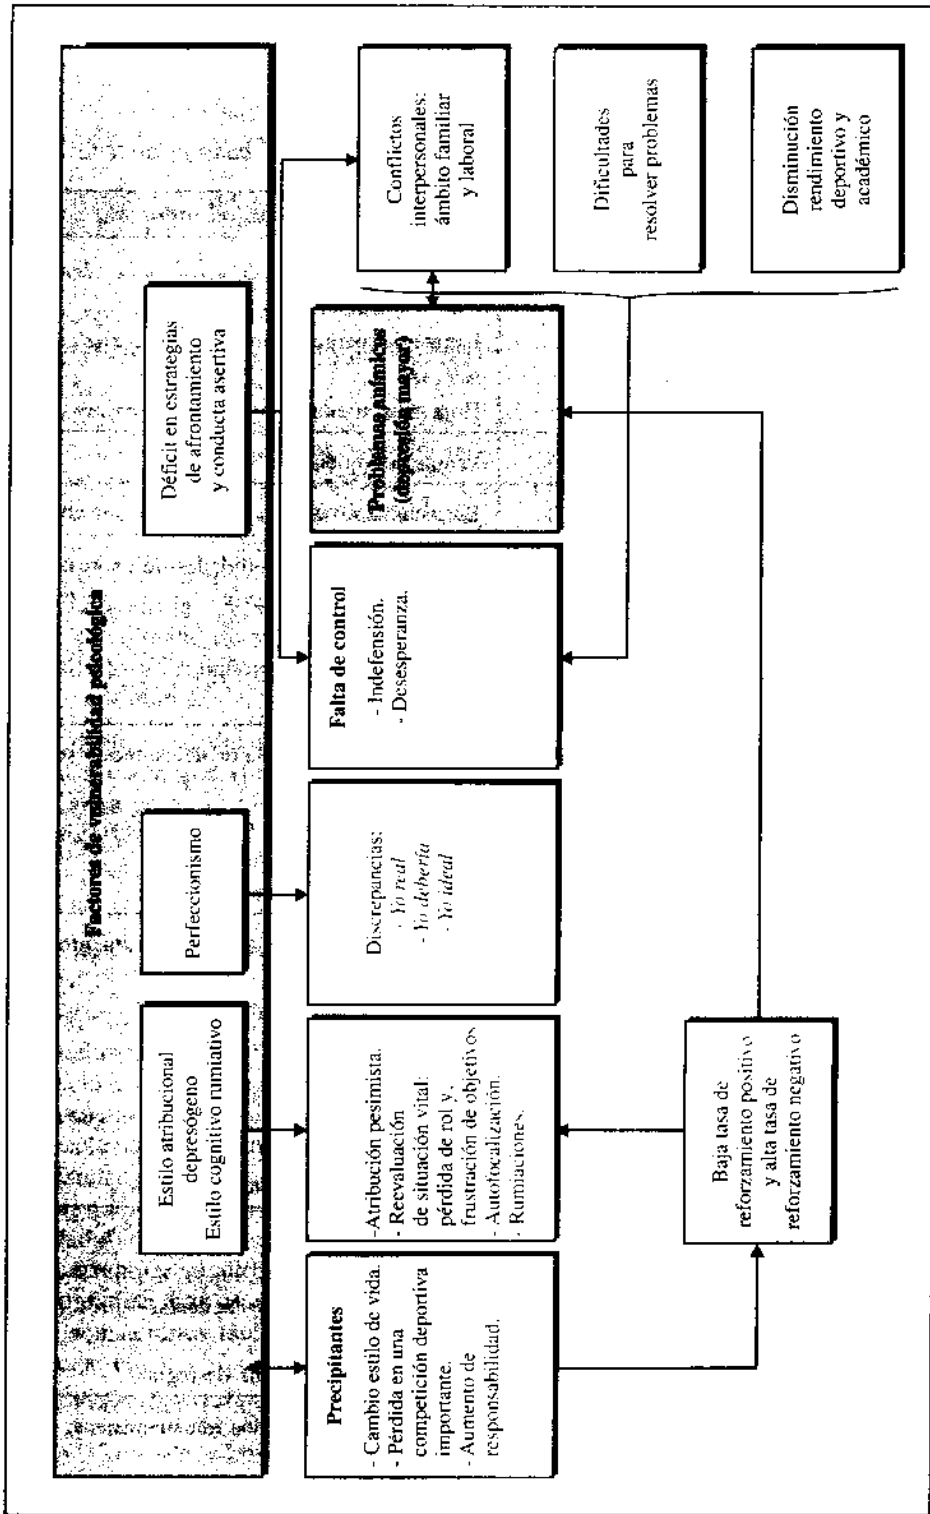 Factores de vulnerabilidad psicológica
Estilo atribucional
depresógeno
Estilo cognitivo rumiativo
Perfeccionismo
Déficit en estrategias
de afrontamiento
y conducta asertiva
Precipitantes
- Cambio estilo de vida.
- Pérdida en una
competición deportiva
importante.
- Aumento de
responsabilidad.
-Atribución pesimista.
- Reevaluación
de situación vital:
pérdida de rol y
frustración de objetivos
- Autofocalización.
- Rumiaciones.
Discrepancias:
- Yo real
- Yo debería
- Yo ideal
Falta de control
- Indefensión.
- Desesperanza.
Problemas anímicos
(depresión mayor)
Conflictos
interpersonales:
ámbito familiar
y laboral
Dificultades
para
resolver problemas
Disminución
rendimiento
deportivo y
académico
Baja tasa de
reforzamiento positivo
y alta tasa de
reforzamiento negativo